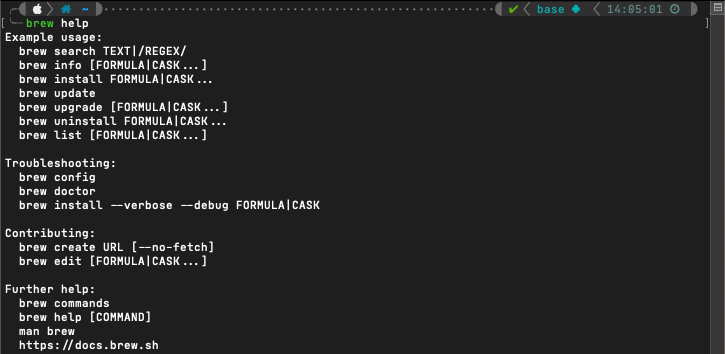 ~ base 14:05:01
[ brew help ]
Example usage:
brew search TEXT|/REGEX/
brew info [FORMULA|CASK...]
brew install FORMULA|CASK...
brew update
brew upgrade [FORMULA|CASK...]
brew uninstall FORMULA|CASK...
brew list [FORMULA|CASK...]
Troubleshooting:
brew config
brew doctor
brew install --verbose --debug FORMULA|CASK
Contributing:
brew create URL [--no-fetch]
brew edit [FORMULA|CASK...]
Further help:
brew commands
brew help [COMMAND]
man brew
https://docs.brew.sh